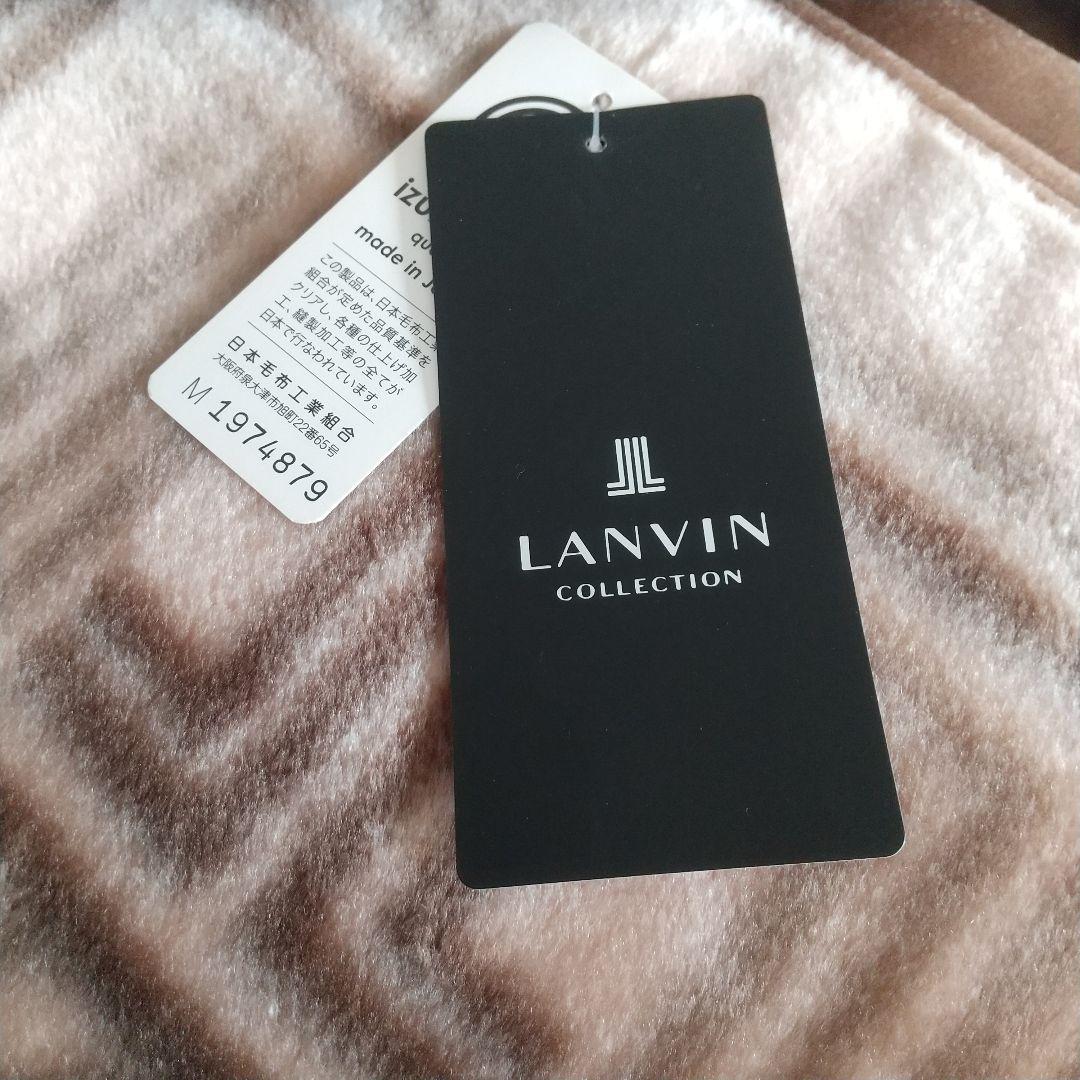 made in
この製品は、日本毛布工業
組合が定めた品質基準を
クリアし、各種の仕上げ加
工、縫製加工等の全てが
日本で行なわれています。
日本毛布工業組合
大阪府泉大津市旭町22番65号
M 1974879
LANVIN
COLLECTION